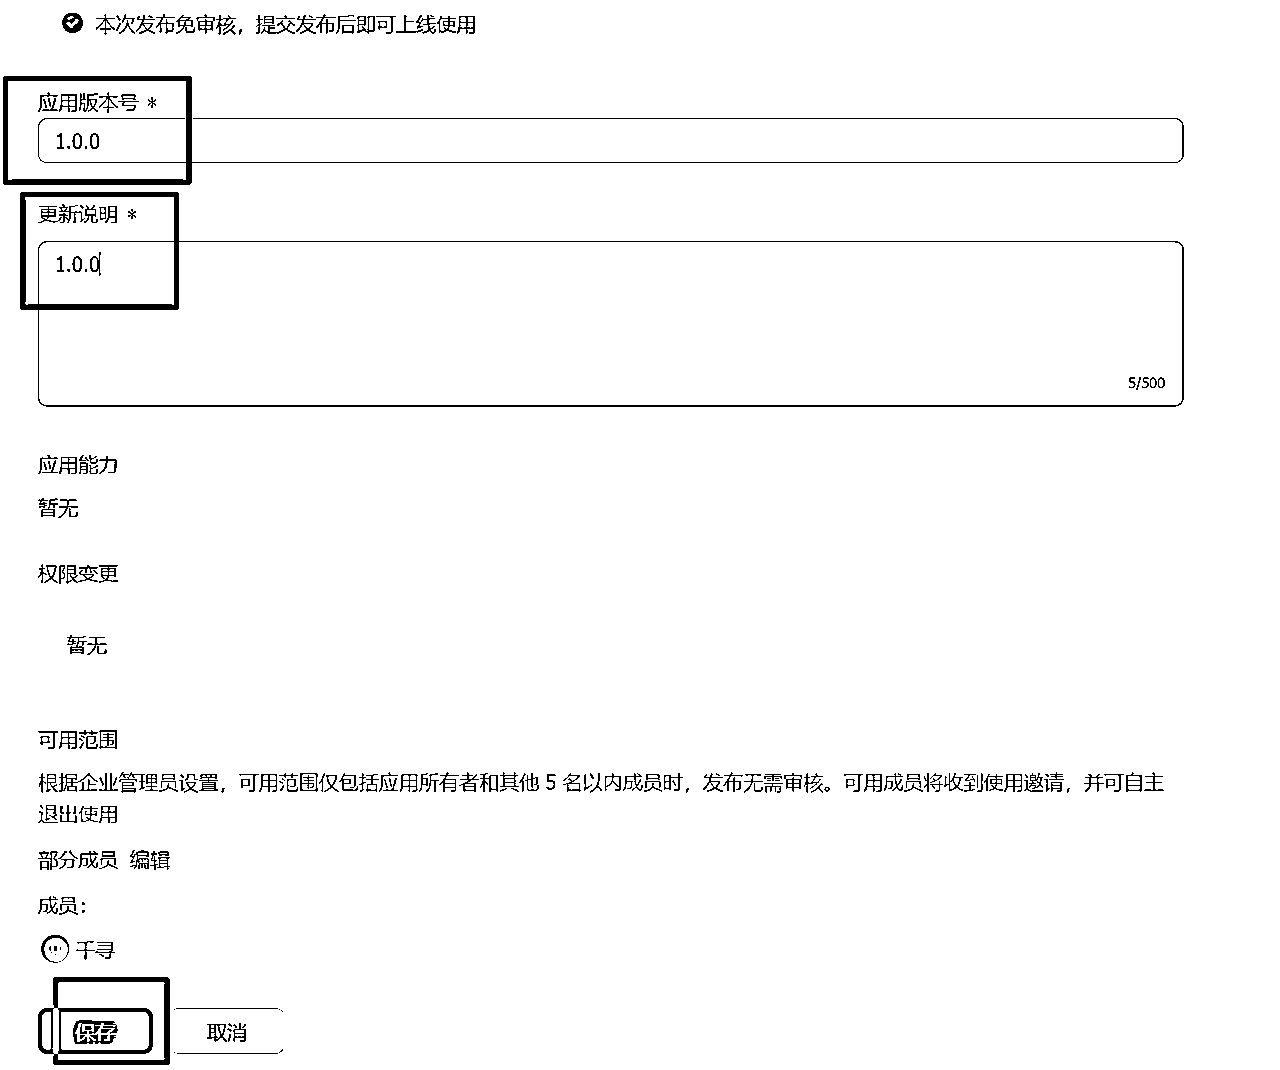 本次发布免审核，提交发布后即可上线使用
应用版本号 *
1.0.0
更新说明 *
1.0.0
5/500
应用能力
暂无
权限变更
暂无
可用范围
根据企业管理员设置，可用范围仅包括应用所有者和其他 5 名以内成员时，发布无需审核。可用成员将收到使用邀请，并可自主
退出使用
部分成员 编辑
成员：
千寻
保存 取消